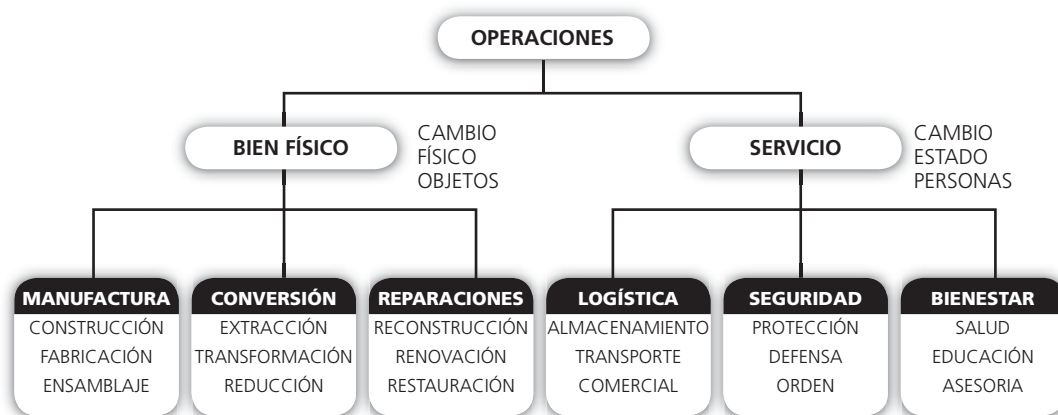 OPERACIONES
BIEN FÍSICO
CAMBIO
FÍSICO
OBJETOS
SERVICIO
CAMBIO
ESTADO
PERSONAS
MANUFACTURA
CONSTRUCCIÓN
FABRICACIÓN
ENSAMBLAJE
CONVERSIÓN
EXTRACCIÓN
TRANSFORMACIÓN
REDUCCIÓN
REPARACIONES
RECONSTRUCCIÓN
RENOVACIÓN
RESTAURACIÓN
LOGÍSTICA
ALMACENAMIENTO
TRANSPORTE
COMERCIAL
SEGURIDAD
PROTECCIÓN
DEFENSA
ORDEN
BIENESTAR
SALUD
EDUCACIÓN
ASESORIA